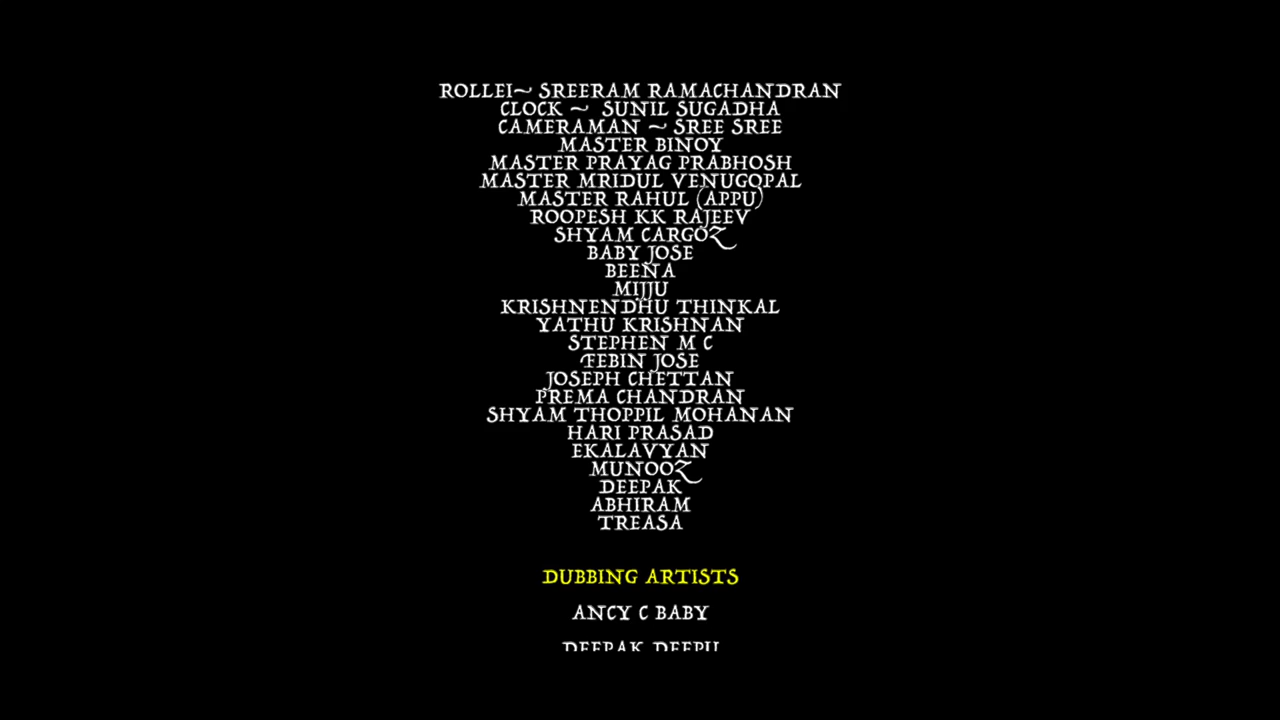 ROLLEI~ SREERAM RAMACHANDRAN
CLOCK ~ SUNIL SUGADHA
CAMERAMAN ~ SREE SREE
MASTER BINOY
MASTER PRAYAG PRABHOSH
MASTER MRIDUL VENUGOPAL
MASTER RAHUL (APPU)
ROOPESH KK RAJEEV
SHYAM CARGOZ
BABY JOSE
BEENA
MIJJU
KRISHNENDHU THINKAL
YATHU KRISHNAN
STEPHEN M C
FEBIN JOSE
JOSEPH CHETTAN
PREMA CHANDRAN
SHYAM THOPPIL MOHANAN
HARI PRASAD
EKALAVYAN
MUNOOZ
DEEPAK
ABHIRAM
TREASA
DUBBING ARTISTS
ANCY C BABY
DEEPAK DEEPU